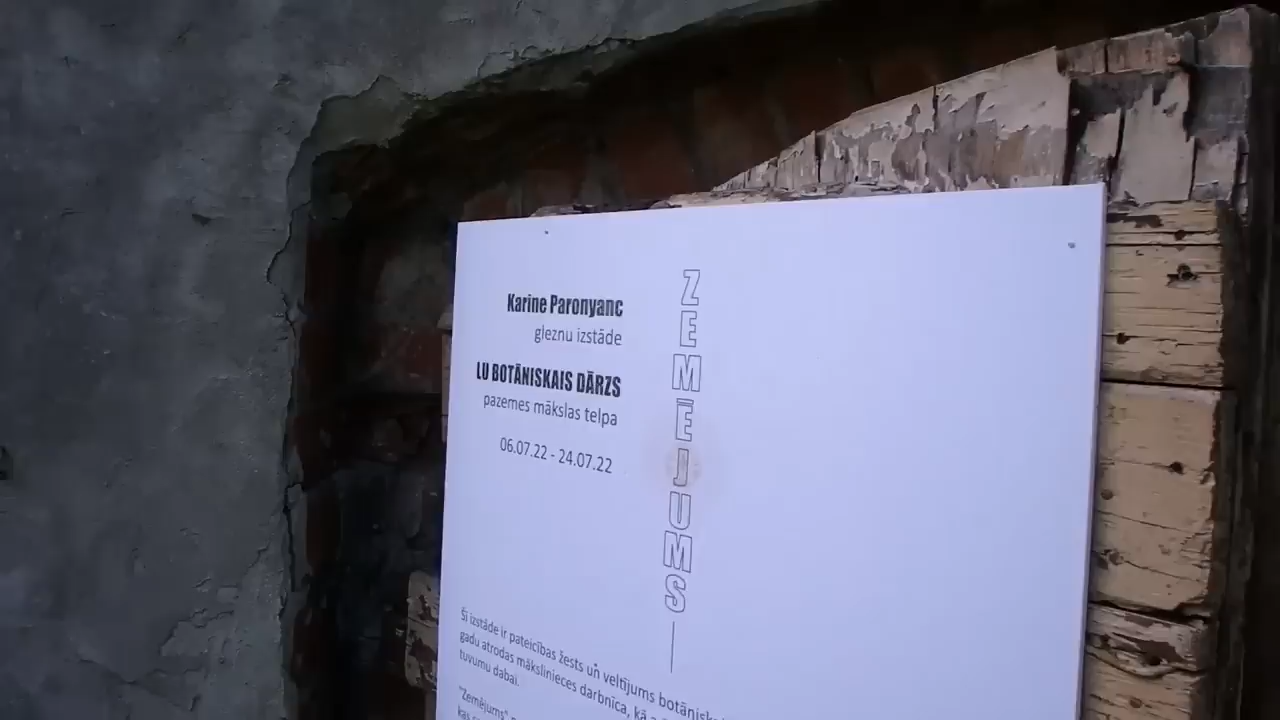 Karine Paronyanc
gleznu izstāde
LU BOTĀNISKAIS DĀRZS
pazemes mākslas telpa
06.07.22 - 24.07.22
ZEMĒJUMS
Šī izstāde ir pateicības žests un veltījums botānisk
gadu atrodas mākslinieces darbnīca, kā a
tuvumu dabai.
"Zemējums"
kas